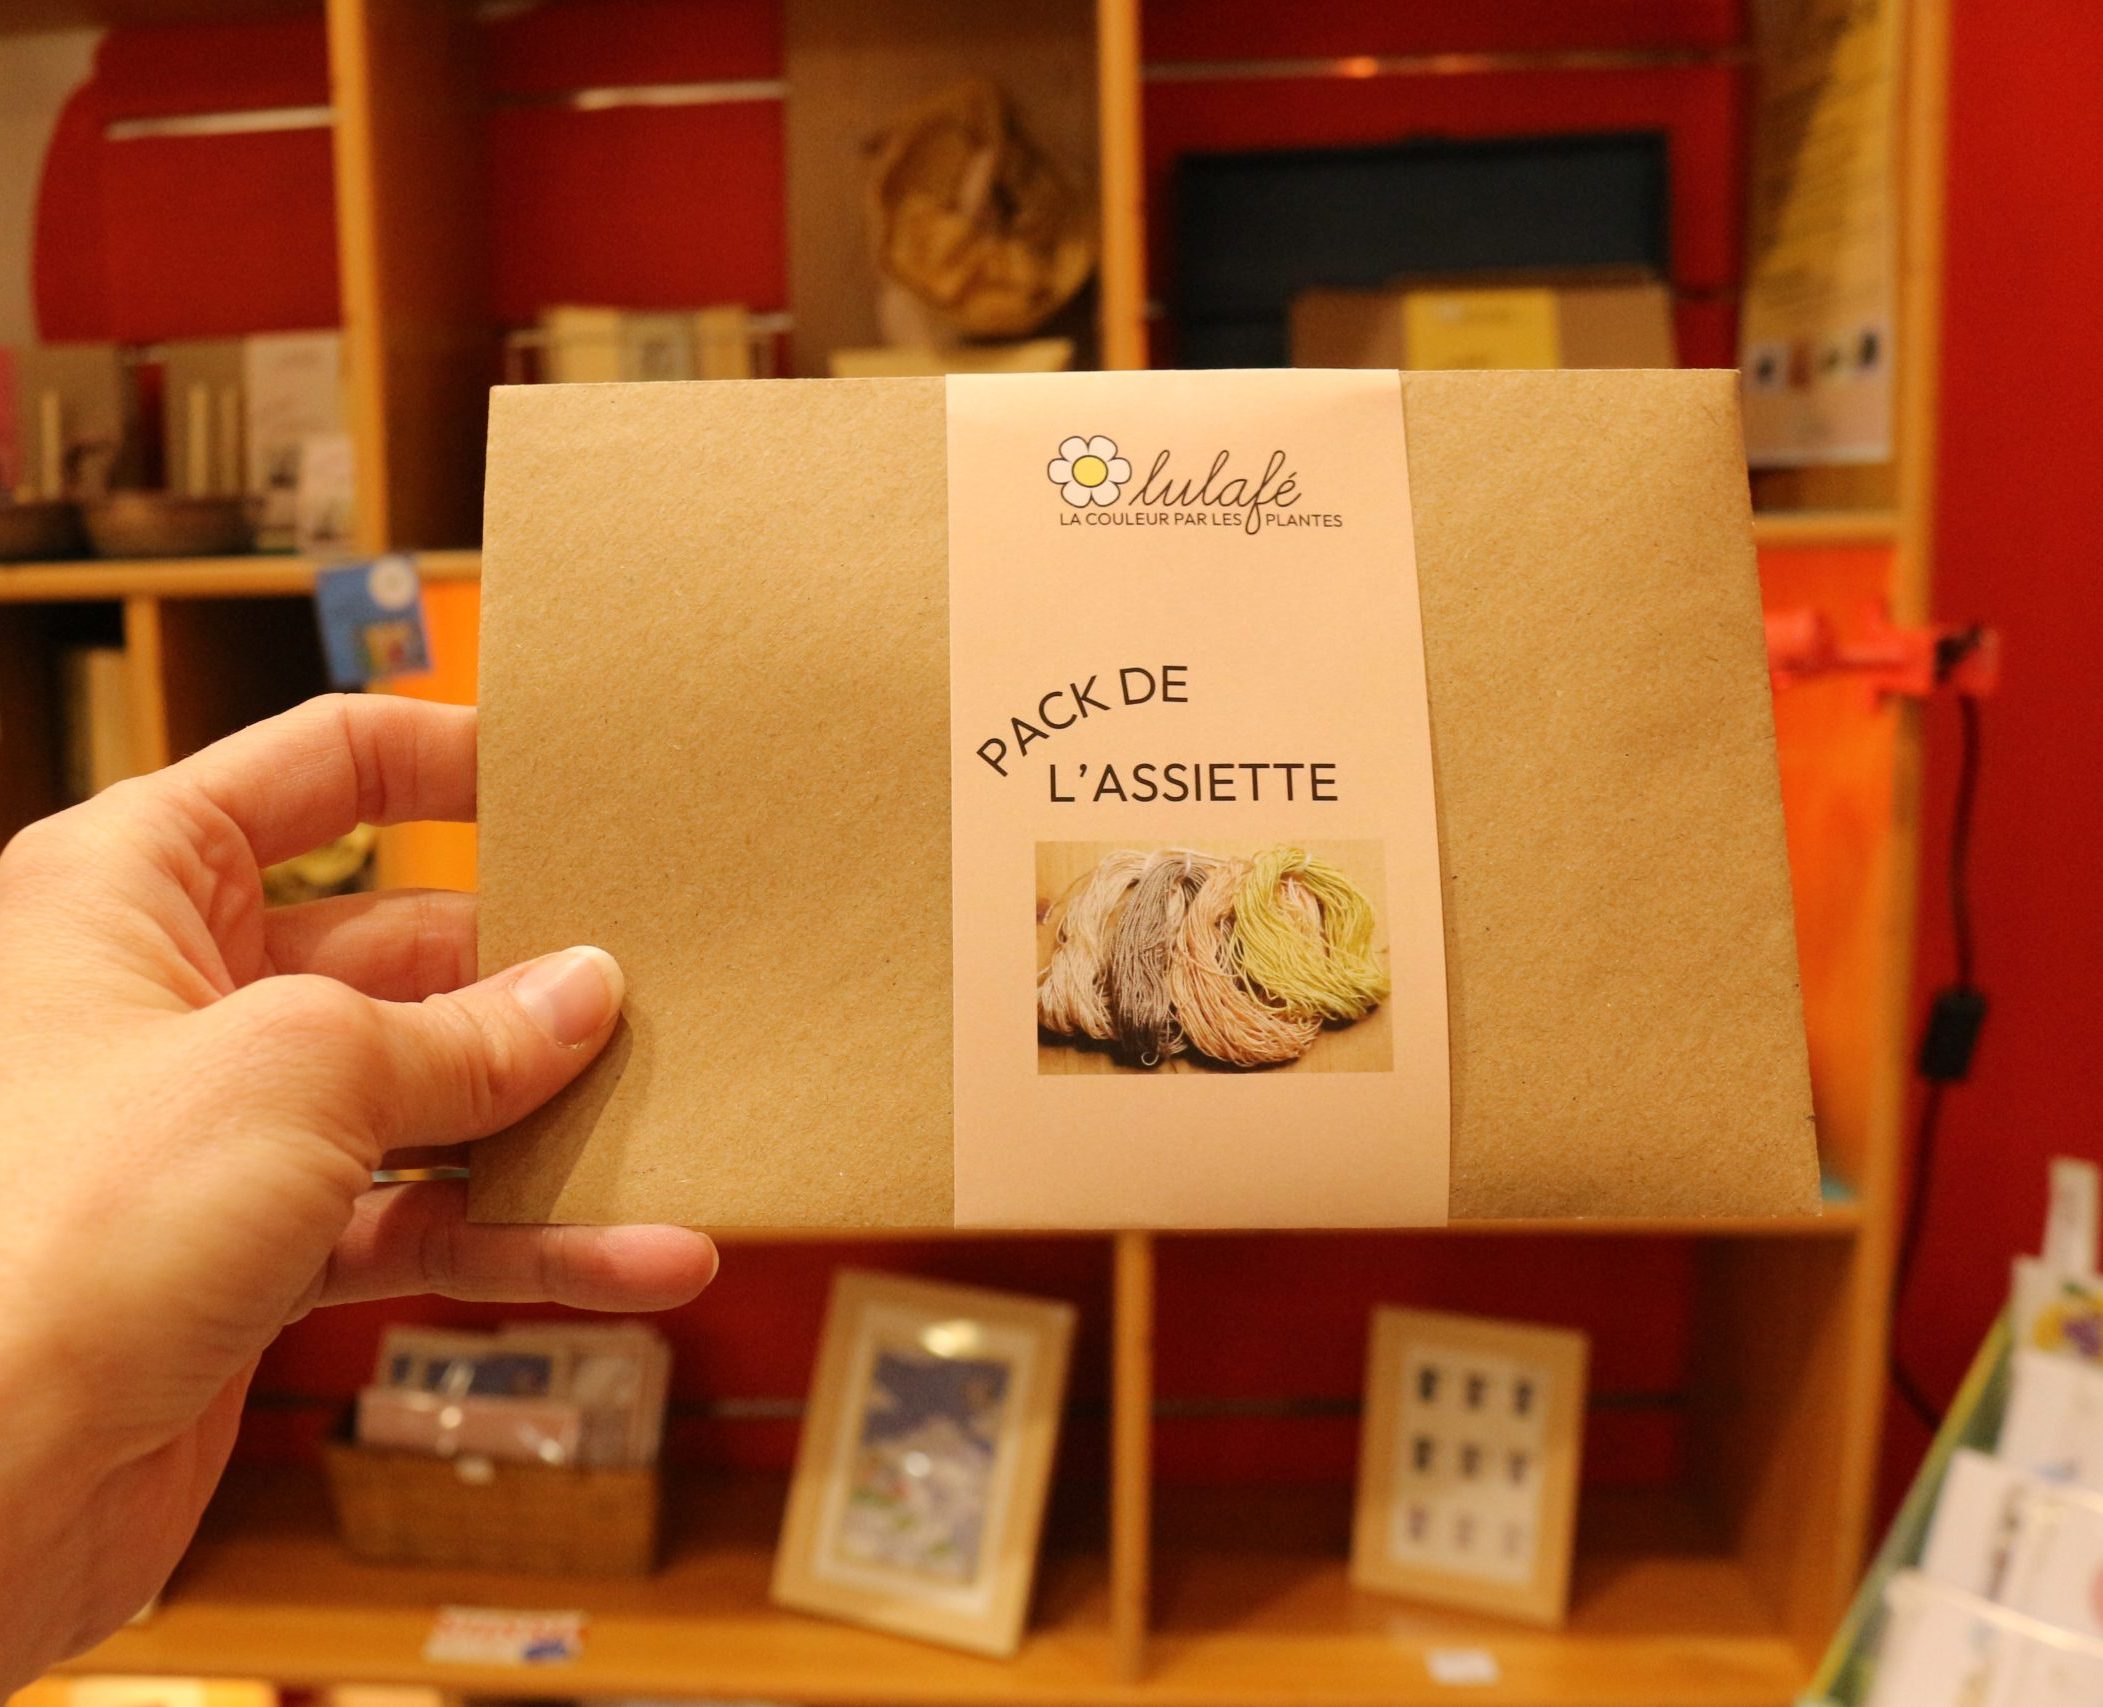 lulafé
LA COULEUR PAR LES PLANTES
PACK DE
L'ASSIETTE